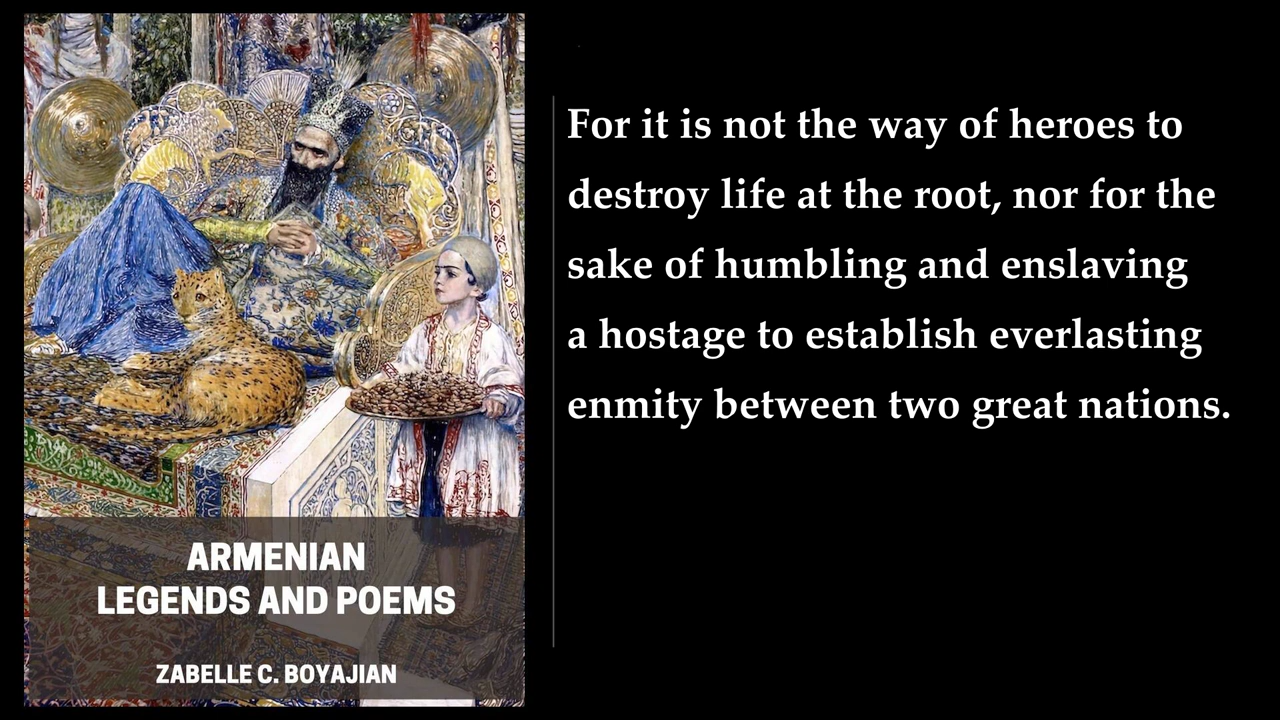 For it is not the way of heroes to
destroy life at the root, nor for the
sake of humbling and enslaving
a hostage to establish everlasting
enmity between two great nations.
ARMENIAN
LEGENDS AND POEMS
ZABELLE C. BOYAJIAN